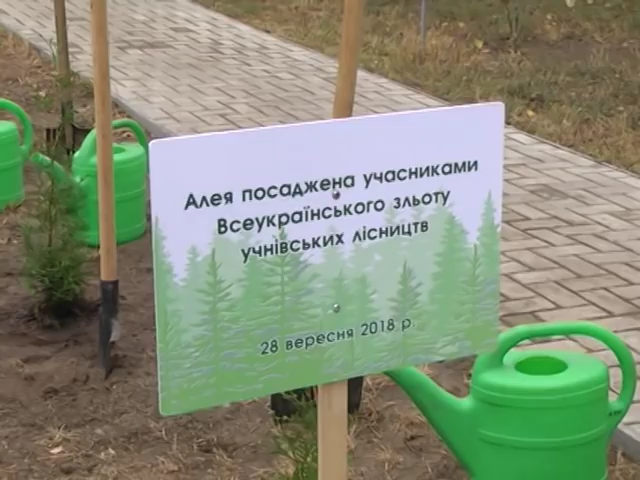 Алея посаджена учасниками
Всеукраїнського зльоту
учнівських лісництв
28 вересня 2018 р.